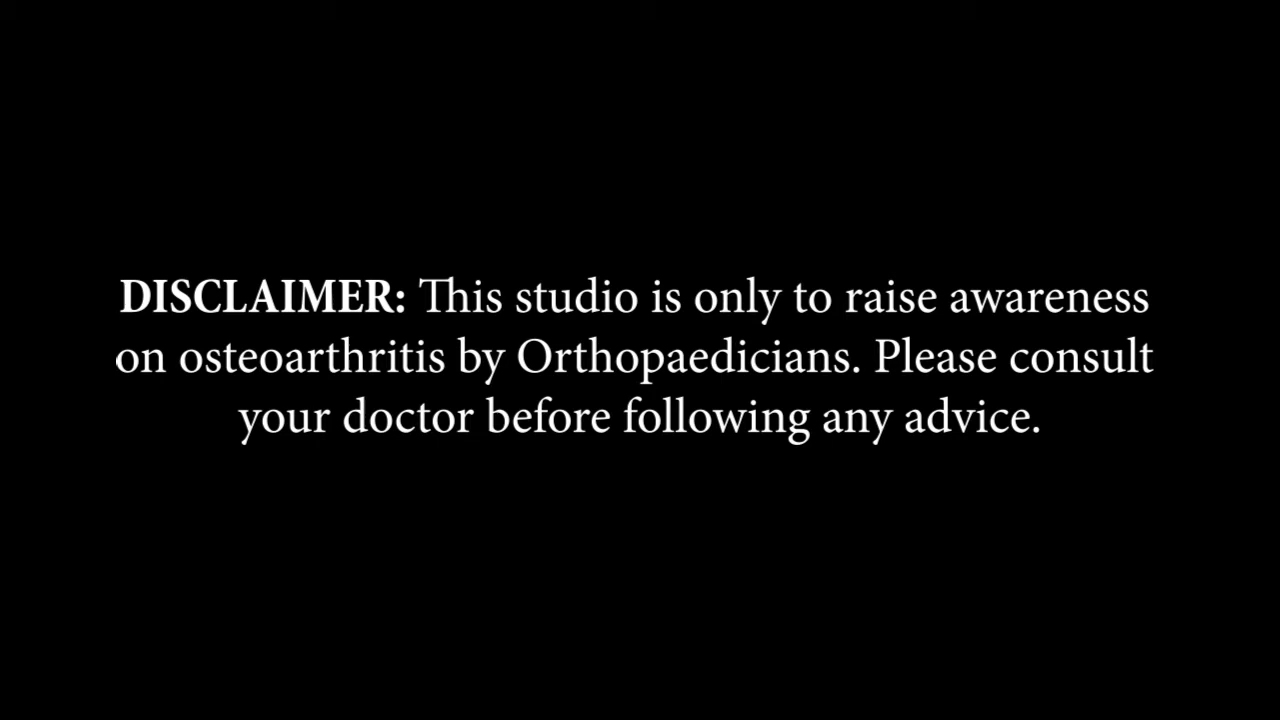 DISCLAIMER: This studio is only to raise awareness
on osteoarthritis by Orthopaedicians. Please consult
your doctor before following any advice.